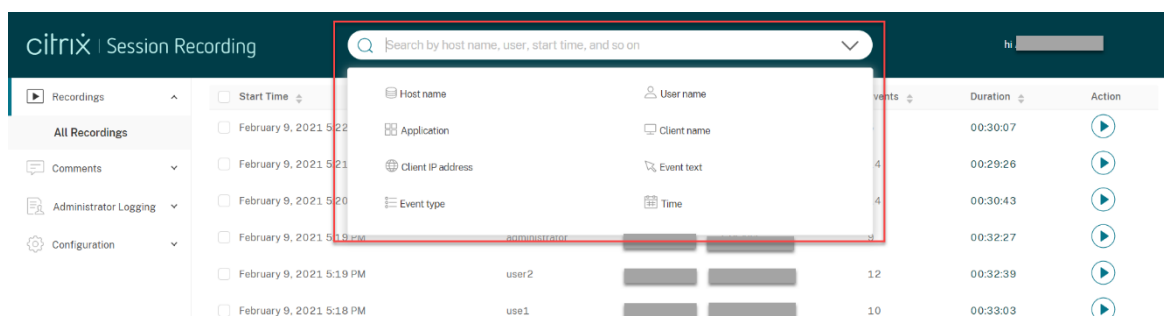 citrix | Session Recording
Search by host name, user, start time, and so on
hi
Recordings
All Recordings
Comments
Administrator Logging
Configuration
Host name
User name
Application
Client name
Client IP address
Event text
Event type
Time
Start Time
Duration
Action
February 9, 2021 5:22
00:30:07
February 9, 2021 5:21
4
00:29:26
February 9, 2021 5:20
4
00:30:43
February 9, 2021 5:19 PM
administrator
9
00:32:27
February 9, 2021 5:19 PM
user2
12
00:32:39
February 9, 2021 5:18 PM
use1
10
00:33:03